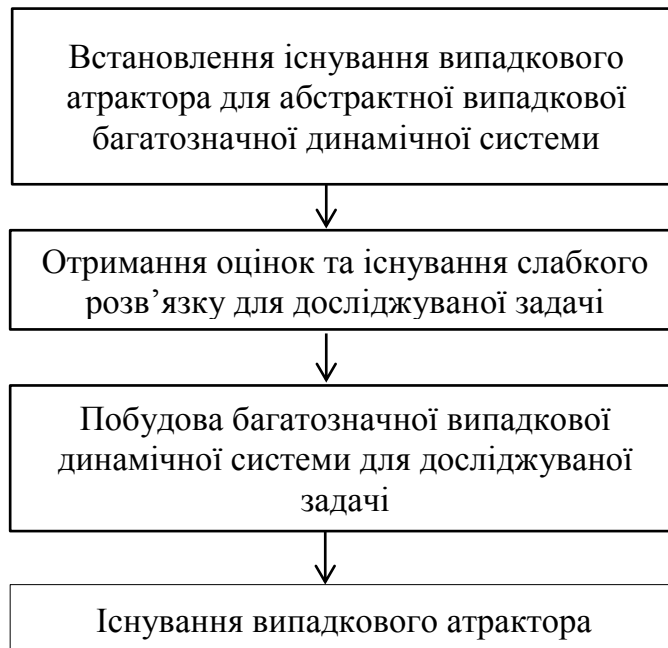 Встановлення існування випадкового
атрактора для абстрактної випадкової
багатозначної динамічної системи
Отримання оцінок та існування слабкого
розв’язку для досліджуваної задачі
Побудова багатозначної випадкової
динамічної системи для досліджуваної
задачі
Існування випадкового атрактора